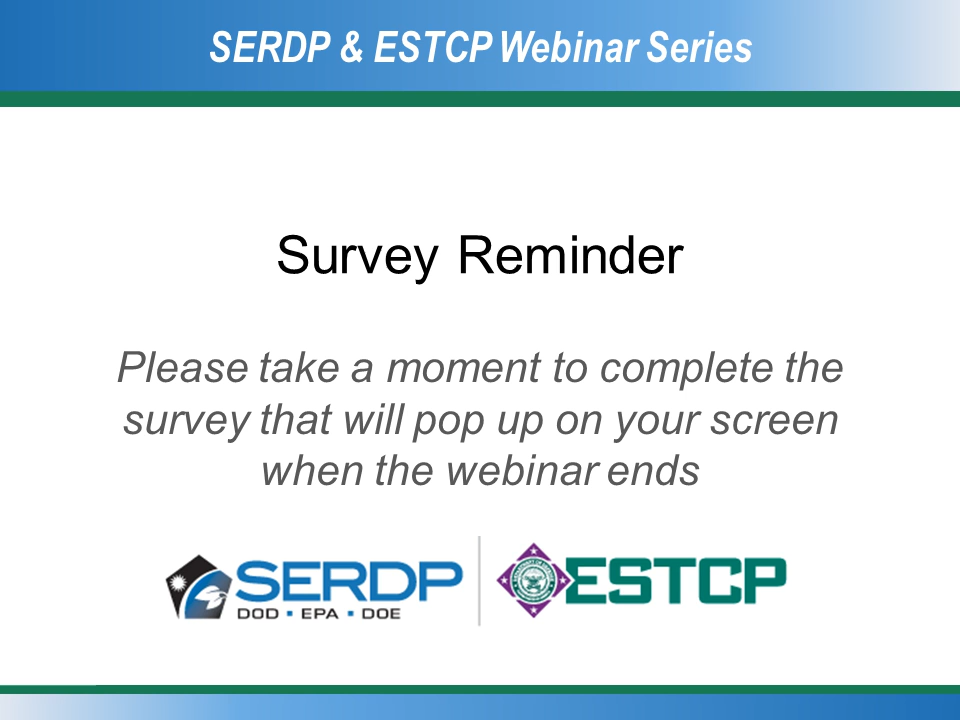 SERDP & ESTCP Webinar Series
Survey Reminder
Please take a moment to complete the
survey that will pop up on your screen
when the webinar ends
SERDP
DOD • EPA • DOE
ESTCP